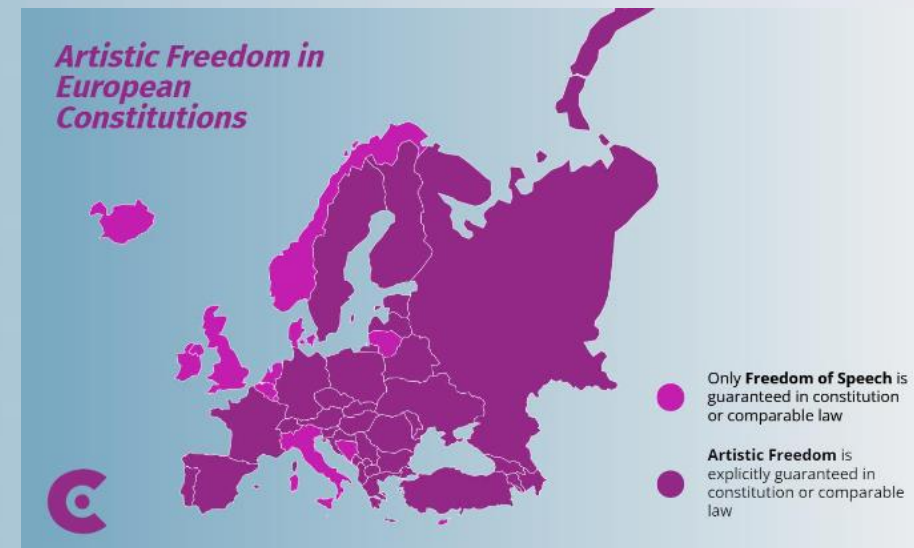 Artistic Freedom in
European
Constitutions
Only Freedom of Speech is
guaranteed in constitution
or comparable law
Artistic Freedom is
explicitly guaranteed in
constitution or comparable
law